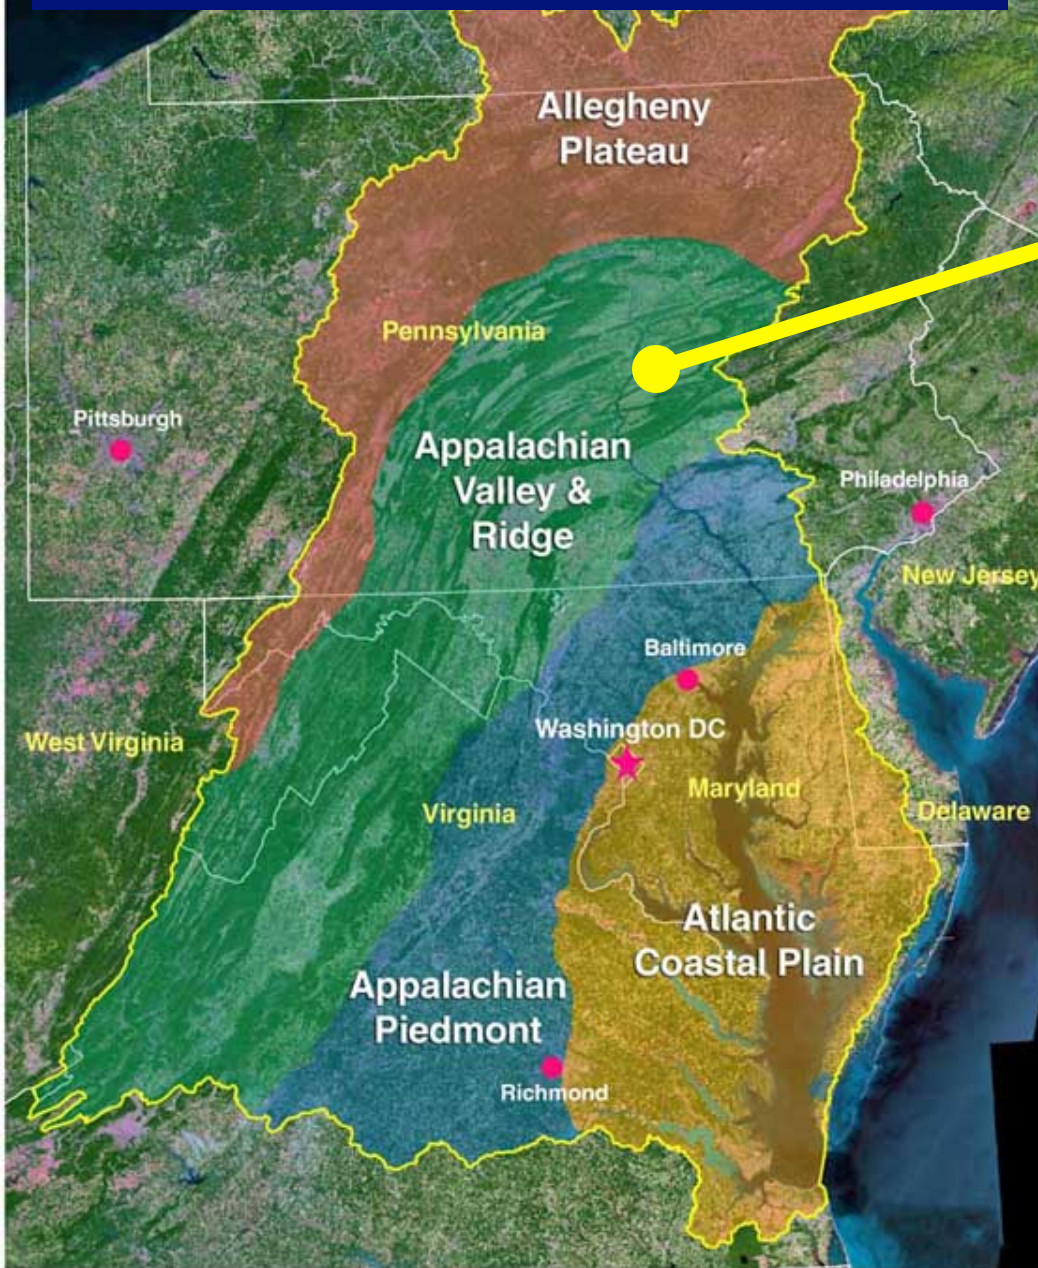 Allegheny
Plateau
Pennsylvania
Pittsburgh
Appalachian
Valley &
Ridge
Philadelphia
New Jersey
Baltimore
Washington DC
West Virginia
Maryland
Virginia
Delaware
Atlantic
Coastal Plain
Appalachian
Piedmont
Richmond